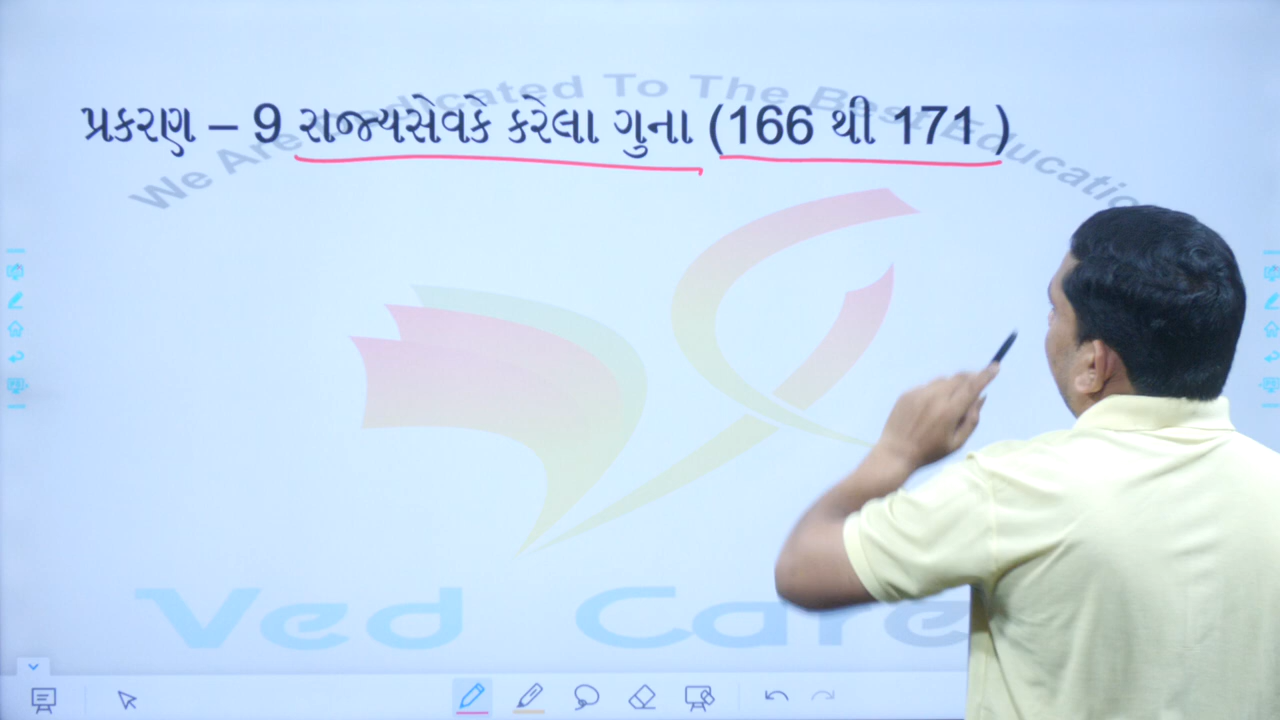 પ્રકરણ – 9 રાજ્યસેવકે કરેલા ગુના (166 થી 171 )
We Are Dedicated To The Best Education
Ved Care